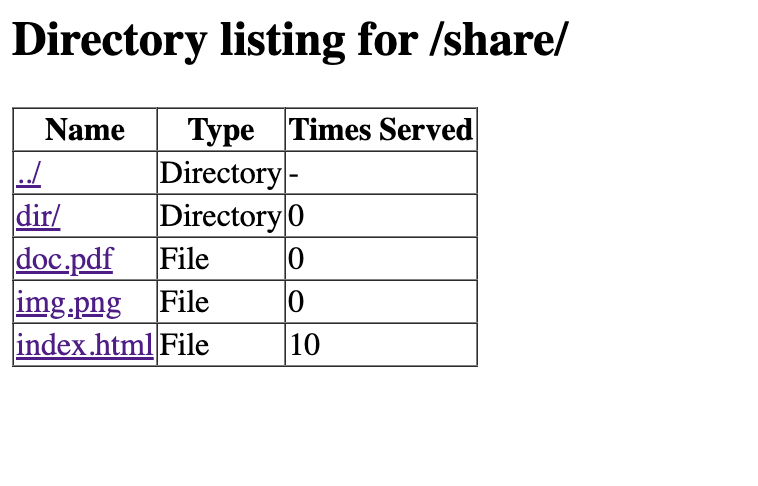 Directory listing for /share/
Name Type Times Served
../ Directory -
dir/ Directory 0
doc.pdf File 0
img.png File 0
index.html File 10